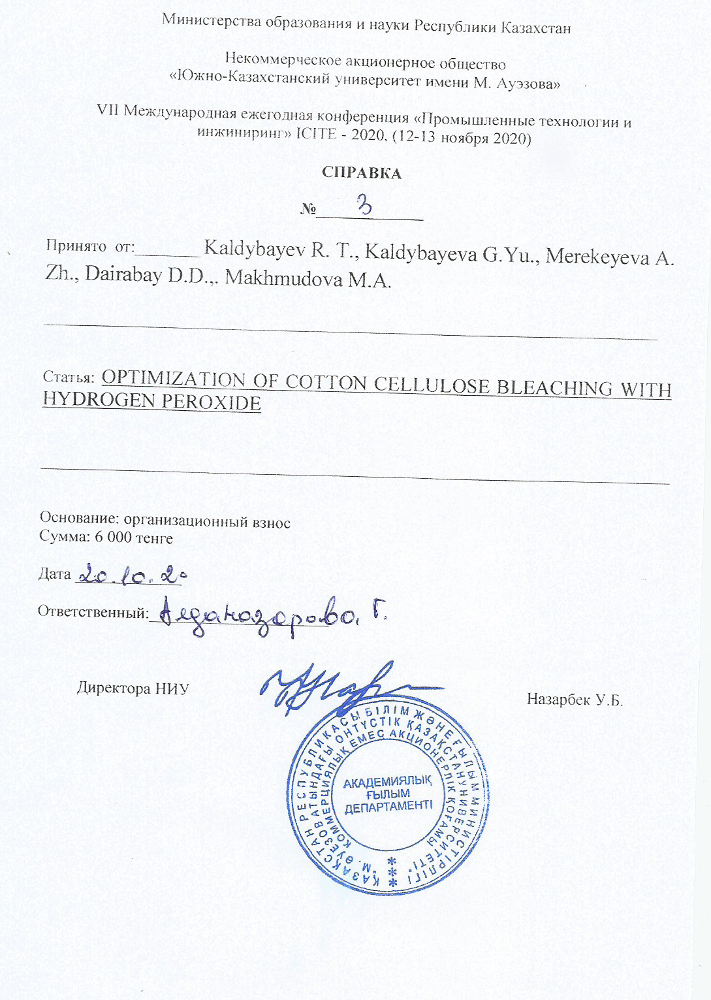 Министерства образования и науки Республики Казахстан
Некоммерческое акционерное общество
«Южно-Казахстанский университет имени М. Ауэзова»
VII Международная ежегодная конференция «Промышленные технологии и
инжиниринг» ICITE - 2020, (12-13 ноября 2020)
СПРАВКА
№ 3
Принято от: Kaldybayev R. T., Kaldybayeva G.Yu., Merekeyeva A.
Zh., Dairabay D.D.,. Makhmudova M.A.
Статья: OPTIMIZATION OF COTTON CELLULOSE BLEACHING WITH
HYDROGEN PEROXIDE
Основание: организационный взнос
Сумма: 6 000 тенге
Дата 20.10.20
Ответственный: Алданазарова Г.
Директора НИУ
Назарбек У.Б.
ҚАЗАҚСТАН РЕСПУБЛИКАСЫ БІЛІМ ЖӘНЕ ҒЫЛЫМ МИНИСТІРЛІГІ
"М. ӘУЕЗОВ АТЫНДАҒЫ ОҢТҮСТІК ҚАЗАҚСТАН УНИВЕРСИТЕТІ"
КОММЕРЦИЯЛЫҚ ЕМЕС АКЦИОНЕРЛІК ҚОҒАМЫ
АКАДЕМИЯЛЫҚ
ҒЫЛЫМ
ДЕПАРТАМЕНТІ